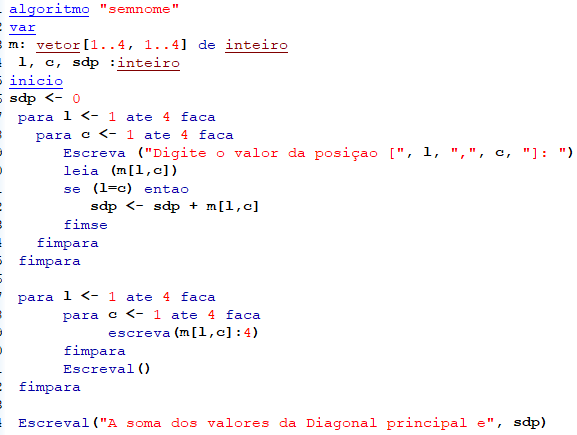 algoritmo "semnome"
var
m: vetor[1..4, 1..4] de inteiro
l, c, sdp :inteiro
inicio
sdp <- 0
para l <- 1 ate 4 faca
para c <- 1 ate 4 faca
Escreva ("Digite o valor da posiçao [", l, ",", c, "]: ")
leia (m[l,c])
se (l=c) entao
sdp <- sdp + m[l,c]
fimse
fimpara
fimpara
para l <- 1 ate 4 faca
para c <- 1 ate 4 faca
escreva(m[l,c]:4)
fimpara
Escreval()
fimpara
Escreval("A soma dos valores da Diagonal principal e", sdp)